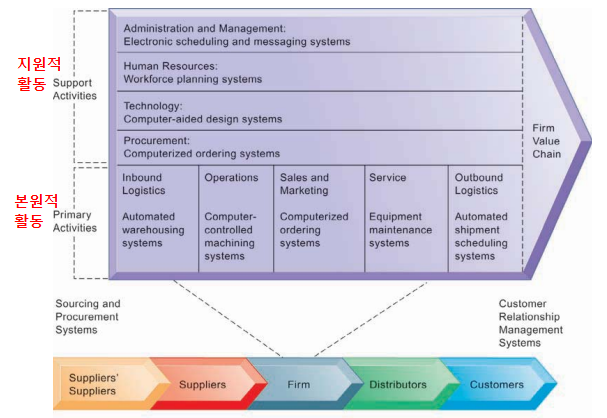 지원적
활동
Support
Activities
Administration and Management:
Electronic scheduling and messaging systems
Human Resources:
Workforce planning systems
Technology:
Computer-aided design systems
Procurement:
Computerized ordering systems
Firm
Value
Chain
본원적
활동
Primary
Activities
Inbound
Logistics
Automated
warehousing
systems
Operations
Computer-
controlled
machining
systems
Sales and
Marketing
Computerized
ordering
systems
Service
Equipment
maintenance
systems
Outbound
Logistics
Automated
shipment
scheduling
systems
Sourcing and
Procurement
Systems
Customer
Relationship
Management
Systems
Suppliers'
Suppliers
Suppliers
Firm
Distributors
Customers